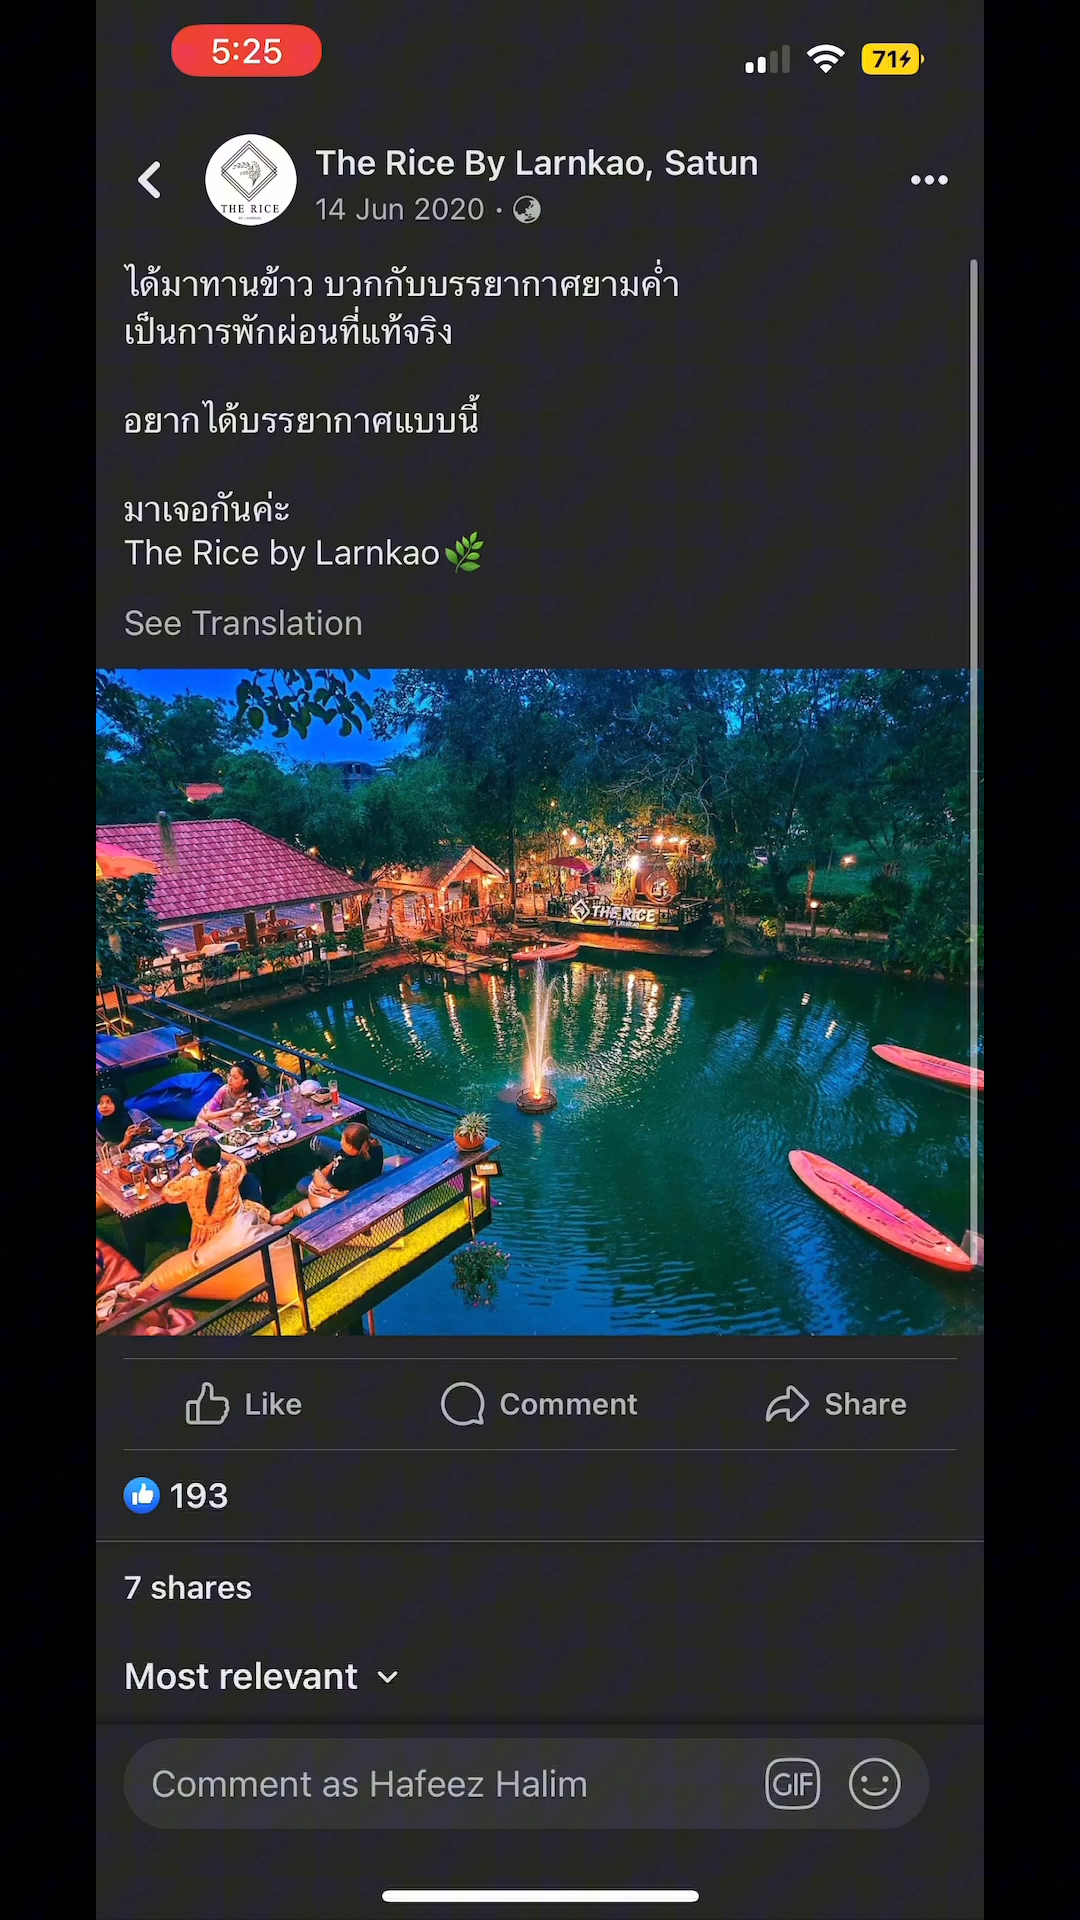 5:25
71
THE RICE
BY LARNKAO
The Rice By Larnkao, Satun
14 Jun 2020 ·
ได้มาทานข้าว บวกกับบรรยากาศยามค่ำ
เป็นการพักผ่อนที่แท้จริง
อยากได้บรรยากาศแบบนี้
มาเจอกันค่ะ
The Rice by Larnkao🌿
See Translation
THE RICE
BY LARNKAO
Like
Comment
Share
193
7 shares
Most relevant
Comment as Hafeez Halim
GIF